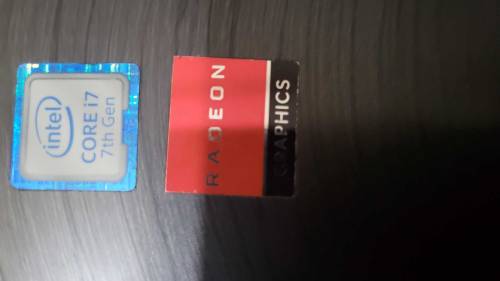 intel
CORE i7
7th Gen
RADEON
GRAPHICS